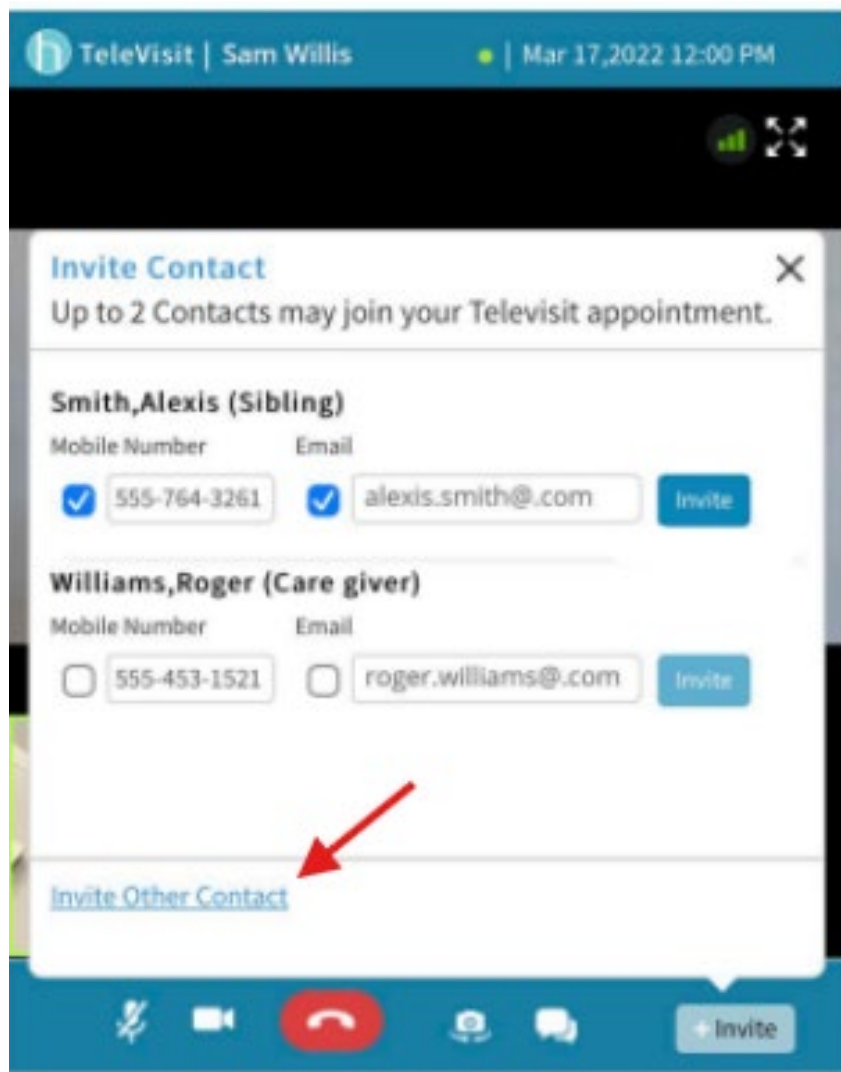 h TeleVisit | Sam Willis | Mar 17,2022 12:00 PM
Invite Contact
Up to 2 Contacts may join your Televisit appointment.
Smith,Alexis (Sibling)
Mobile Number Email
555-764-3261 alexis.smith@.com Invite
Williams,Roger (Care giver)
Mobile Number Email
555-453-1521 roger.williams@.com Invite
Invite Other Contact
+ Invite